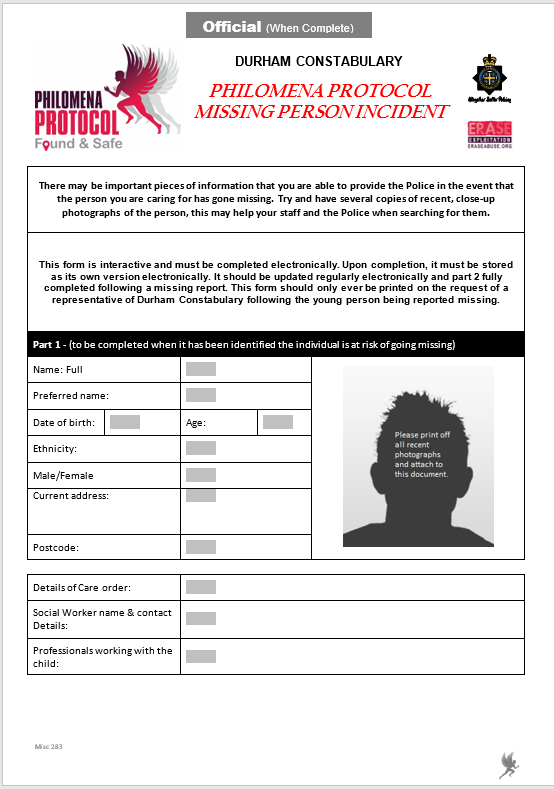 Official (When Complete)
DURHAM CONSTABULARY
PHILOMENA PROTOCOL
MISSING PERSON INCIDENT
PHILOMENA
PROTOCOL
Found & Safe
ERASE
EXPLOITATION
ERASEABUSE.ORG
There may be important pieces of information that you are able to provide the Police in the event that
the person you are caring for has gone missing. Try and have several copies of recent, close-up
photographs of the person, this may help your staff and the Police when searching for them.
This form is interactive and must be completed electronically. Upon completion, it must be stored
as its own version electronically. It should be updated regularly electronically and part 2 fully
completed following a missing report. This form should only ever be printed on the request of a
representative of Durham Constabulary following the young person being reported missing.
Part 1 - (to be completed when it has been identified the individual is at risk of going missing)
Name: Full
Preferred name:
Date of birth:
Age:
Ethnicity:
Male/Female
Current address:
Postcode:
Please print off
all recent
photographs
and attach to
this document.
Details of Care order:
Social Worker name & contact
Details:
Professionals working with the
child:
Misc 283